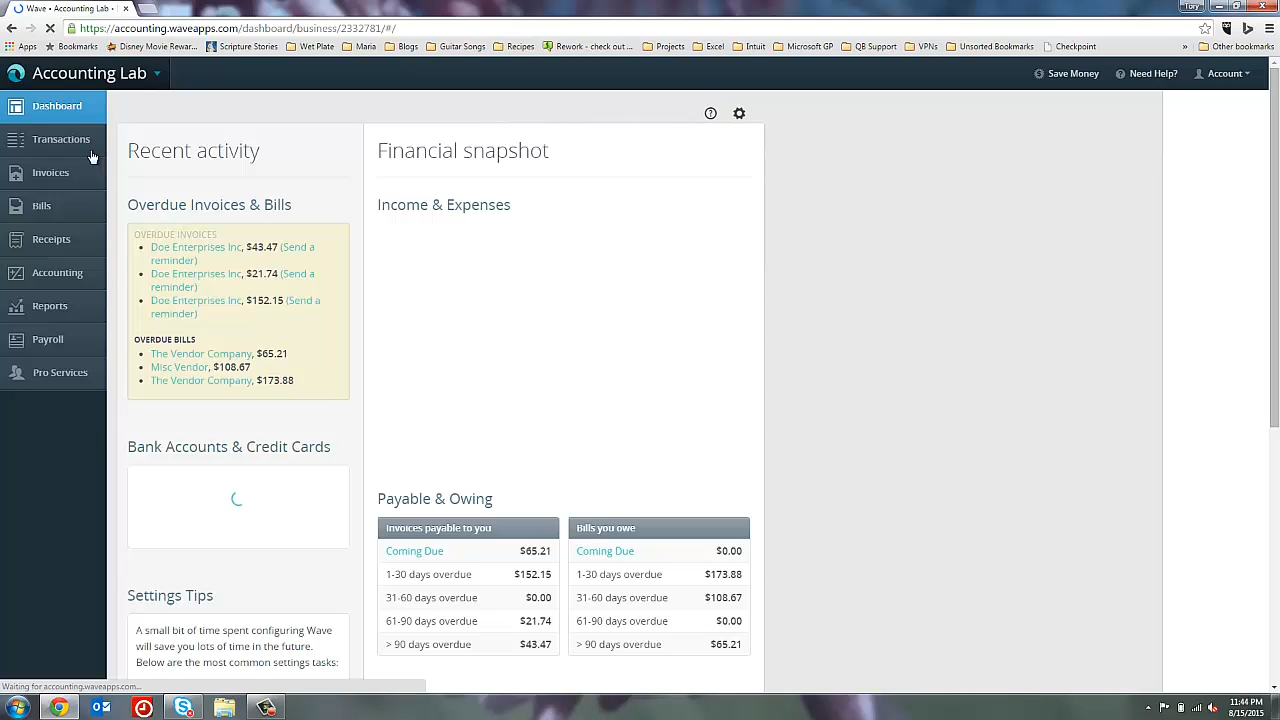 Wave • Accounting Lab •
Tory
https://accounting.waveapps.com/dashboard/business/2332781/#/
Apps
Bookmarks
Disney Movie Rewar...
Scripture Stories
Wet Plate
Maria
Blogs
Guitar Songs
Recipes
Rework - check out ...
Projects
Excel
Intuit
Microsoft GP
QB Support
VPNs
Unsorted Bookmarks
Checkpoint
»
Other bookmarks
Accounting Lab
Save Money
Need Help?
Account
Dashboard
Transactions
Invoices
Bills
Receipts
Accounting
Reports
Payroll
Pro Services
Recent activity
Overdue Invoices & Bills
OVERDUE INVOICES
• Doe Enterprises Inc, $43.47 (Send a
reminder)
• Doe Enterprises Inc, $21.74 (Send a
reminder)
• Doe Enterprises Inc, $152.15 (Send a
reminder)
OVERDUE BILLS
• The Vendor Company, $65.21
• Misc Vendor, $108.67
• The Vendor Company, $173.88
Bank Accounts & Credit Cards
Settings Tips
A small bit of time spent configuring Wave
will save you lots of time in the future.
Below are the most common settings tasks:
Financial snapshot
Income & Expenses
Payable & Owing
Invoices payable to you
Coming Due $65.21
1-30 days overdue $152.15
31-60 days overdue $0.00
61-90 days overdue $21.74
> 90 days overdue $43.47
Bills you owe
Coming Due $0.00
1-30 days overdue $173.88
31-60 days overdue $108.67
61-90 days overdue $0.00
> 90 days overdue $65.21
Waiting for accounting.waveapps.com...
11:44 PM
8/15/2015